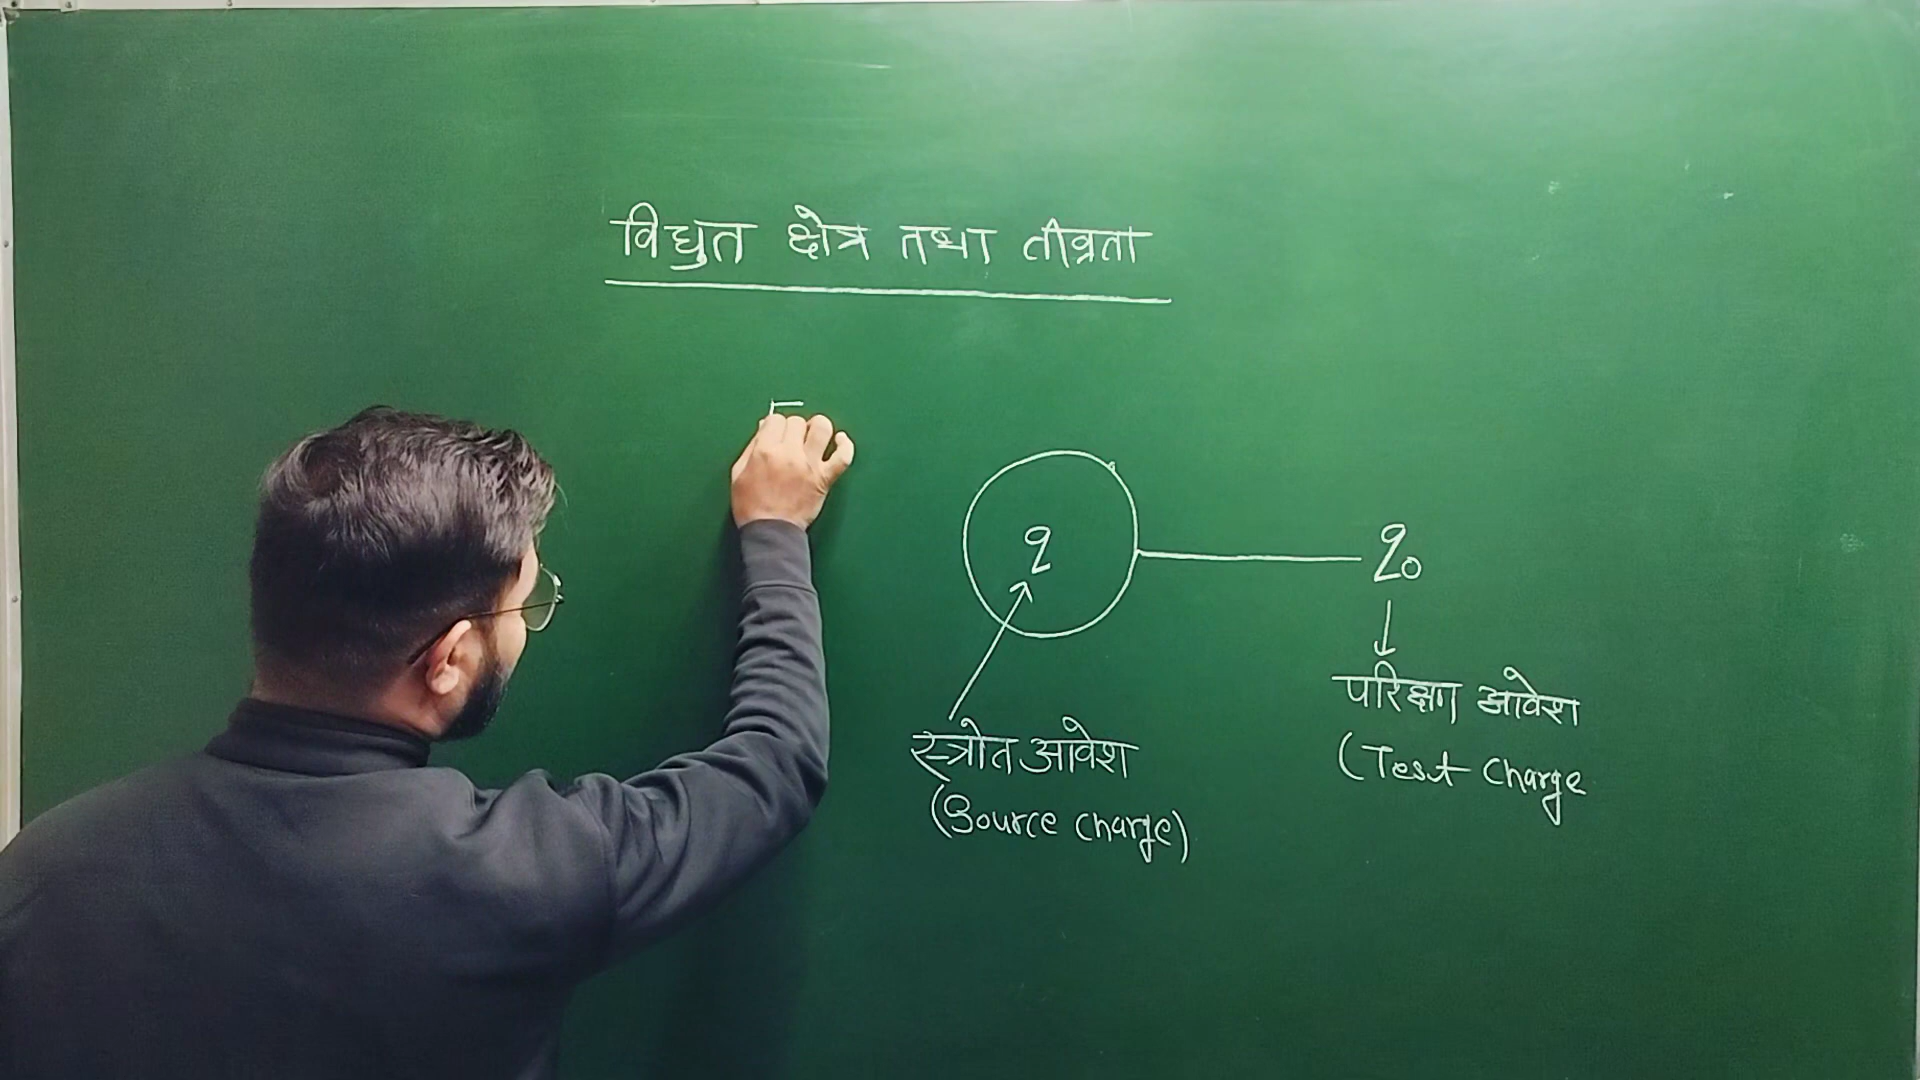 विद्युत क्षेत्र तथा तीव्रता
q
q₀
स्त्रोत आवेश
(Source charge)
परिक्षण आवेश
(Test charge